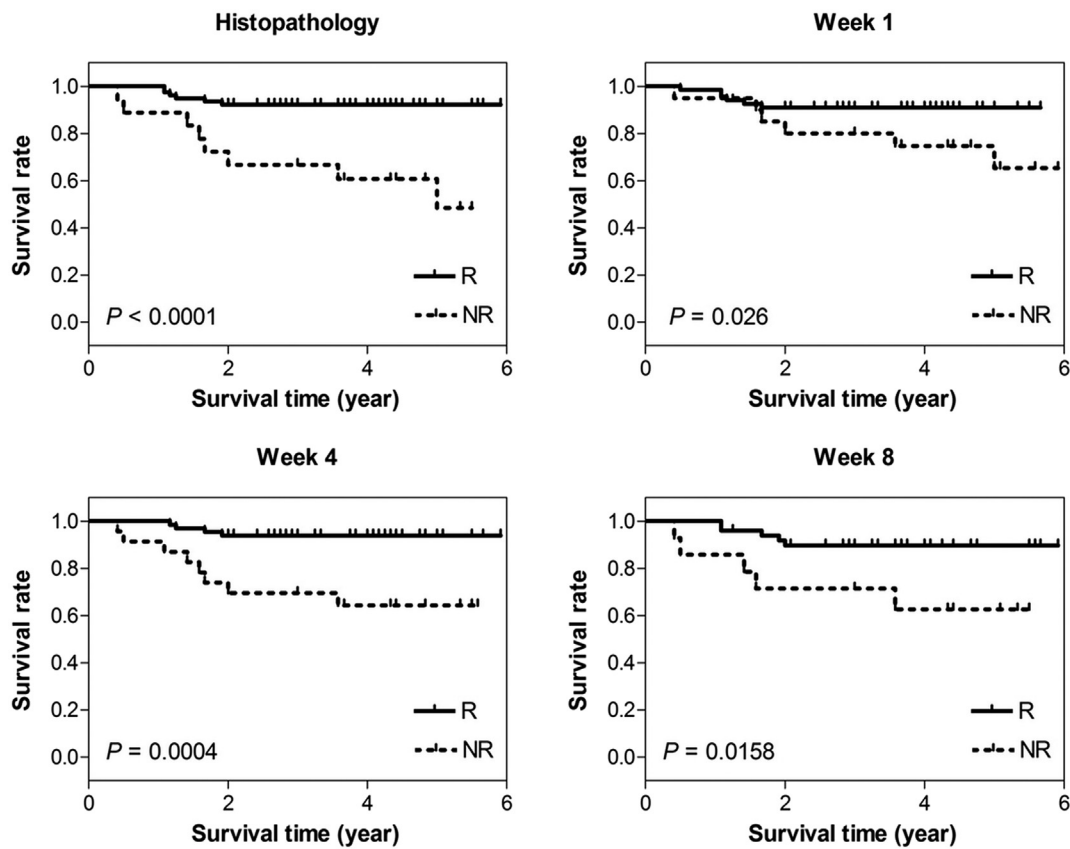 Histopathology
1.0
0.8
0.6
0.4
0.2
0.0
Survival rate
R
NR
P < 0.0001
0 2 4 6
Survival time (year)
Week 1
1.0
0.8
0.6
0.4
0.2
0.0
Survival rate
R
NR
P = 0.026
0 2 4 6
Survival time (year)
Week 4
1.0
0.8
0.6
0.4
0.2
0.0
Survival rate
R
NR
P = 0.0004
0 2 4 6
Survival time (year)
Week 8
1.0
0.8
0.6
0.4
0.2
0.0
Survival rate
R
NR
P = 0.0158
0 2 4 6
Survival time (year)